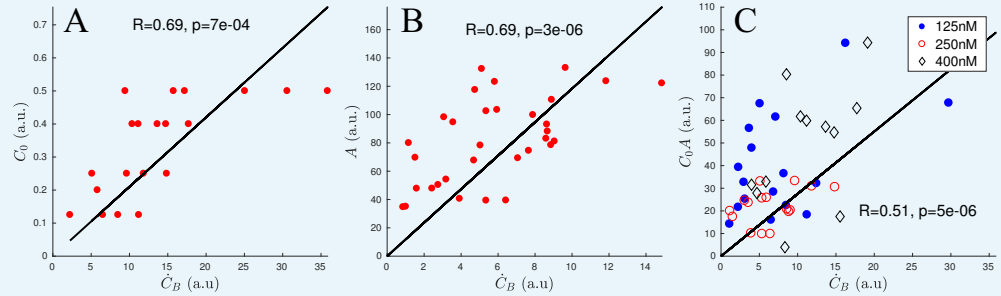 A
R=0.69, p=7e-04
0.7
0.6
0.5
0.4
0.3
0.2
0.1
0
C₀ (a.u.)
0 5 10 15 20 25 30 35
Ċ_B (a.u)
B
R=0.69, p=3e-06
160
140
120
100
80
60
40
20
0
A (a.u.)
0 2 4 6 8 10 12 14
Ċ_B (a.u)
C
125nM
250nM
400nM
R=0.51, p=5e-06
110
100
90
80
70
60
50
40
30
20
10
0
C₀A (a.u.)
0 5 10 15 20 25 30 35
Ċ_B (a.u)